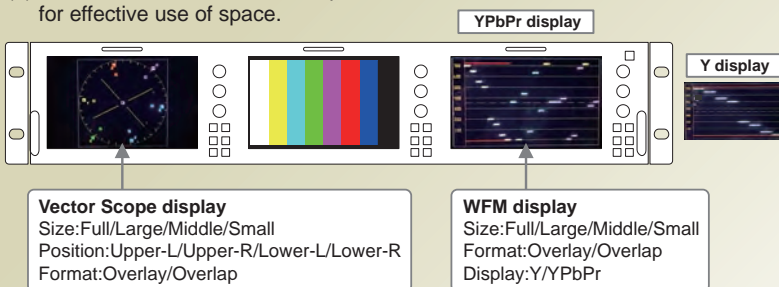 for effective use of space.
YPbPr display
Y display
Vector Scope display
Size:Full/Large/Middle/Small
Position:Upper-L/Upper-R/Lower-L/Lower-R
Format:Overlay/Overlap
WFM display
Size:Full/Large/Middle/Small
Format:Overlay/Overlap
Display:Y/YPbPr